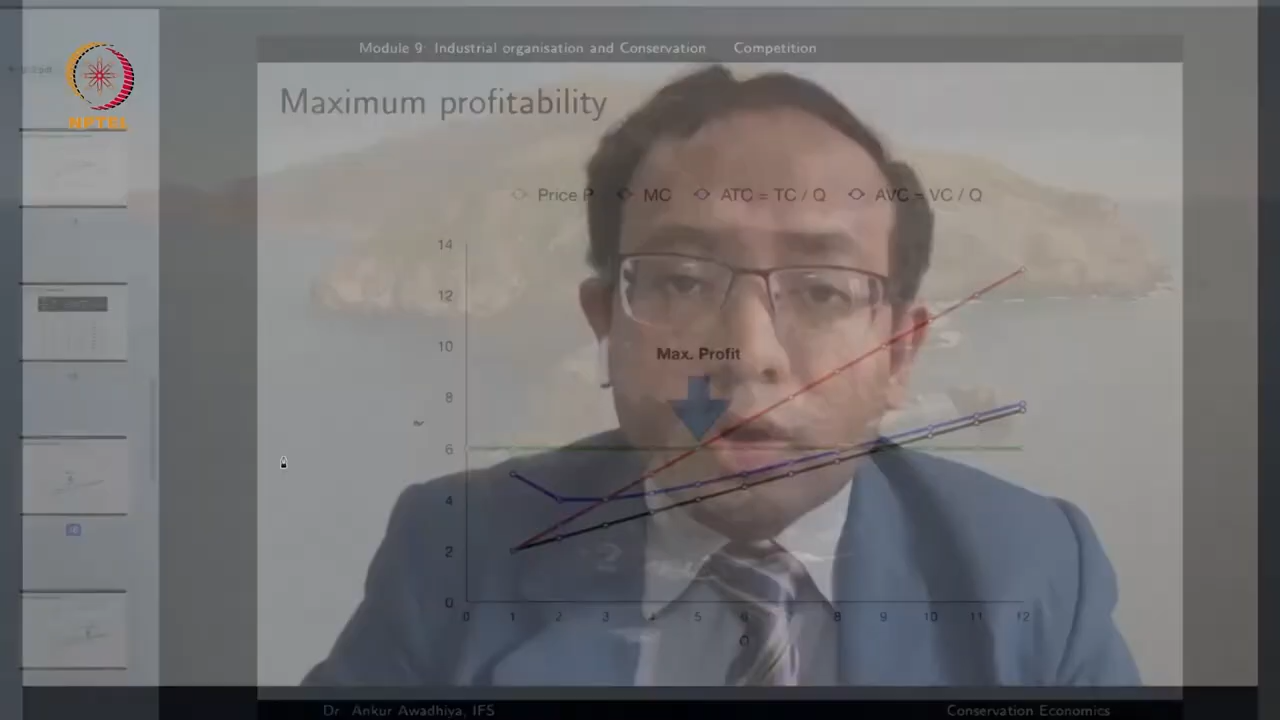 NPTEL
Module 9: Industrial organisation and Conservation Competition
Maximum profitability
Price P MC ATC = TC / Q AVC = VC / Q
14
12
10
8
6
4
2
0
Max. Profit
0 1 2 3 4 5 6 7 8 9 10 11 12
Q
Dr. Ankur Awadhiya, IFS Conservation Economics